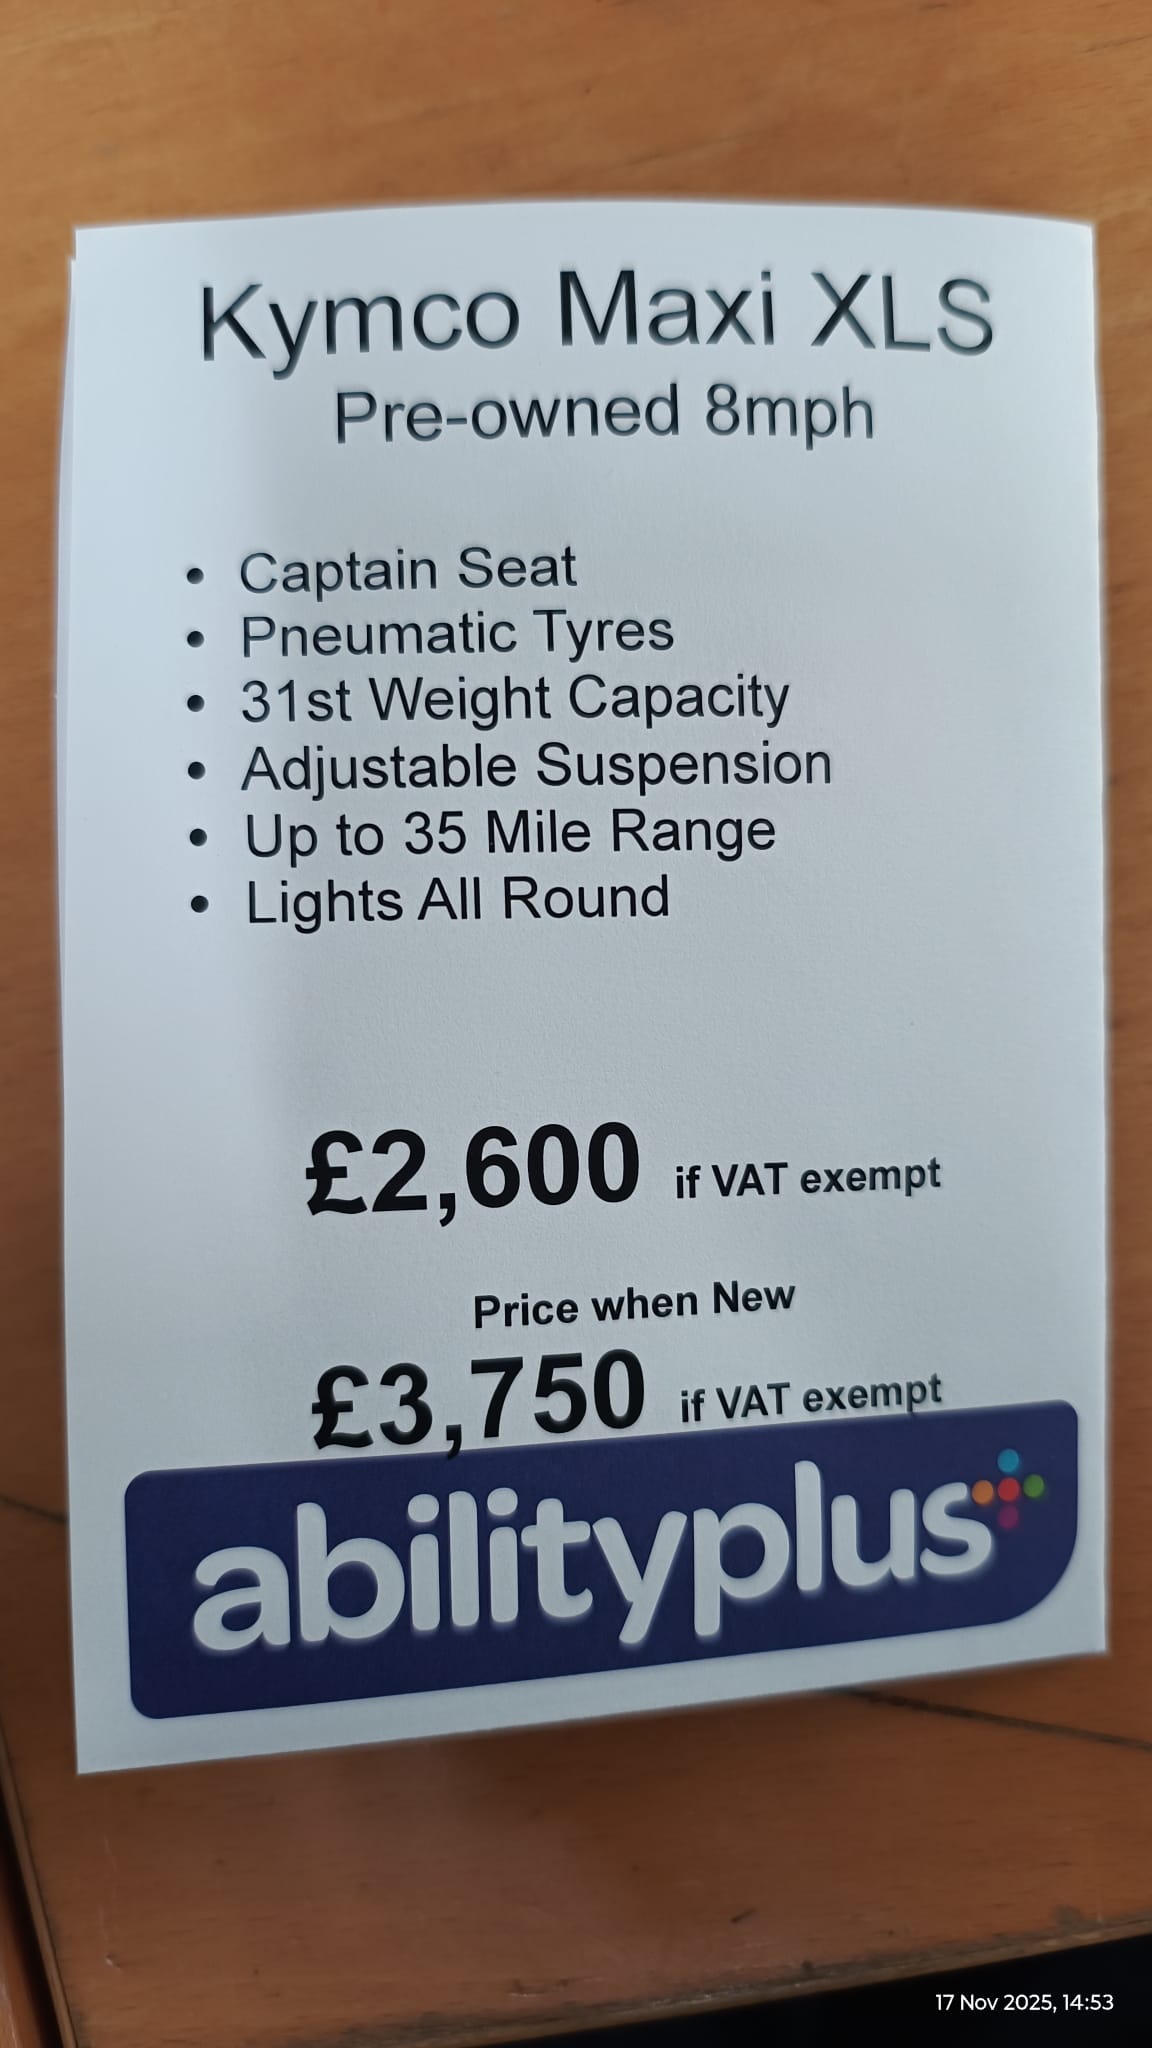 Kymco Maxi XLS
Pre-owned 8mph
• Captain Seat
• Pneumatic Tyres
• 31st Weight Capacity
• Adjustable Suspension
• Up to 35 Mile Range
• Lights All Round
£2,600 if VAT exempt
Price when New
£3,750 if VAT exempt
abilityplus
17 Nov 2025, 14:53